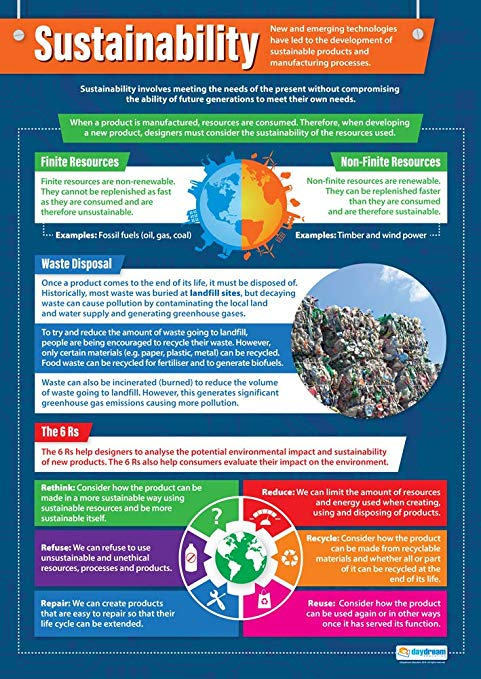 Sustainability
New and emerging technologies
have led to the development of
sustainable products and
manufacturing processes.
Sustainability involves meeting the needs of the present without compromising
the ability of future generations to meet their own needs.
When a product is manufactured, resources are consumed. Therefore, when developing
a new product, designers must consider the sustainability of the resources used.
Finite Resources
Finite resources are non-renewable.
They cannot be replenished as fast
as they are consumed and are
therefore unsustainable.
Examples: Fossil fuels (oil, gas, coal)
Non-Finite Resources
Non-finite resources are renewable.
They can be replenished faster
than they are consumed
and are therefore sustainable.
Examples: Timber and wind power
Waste Disposal
Once a product comes to the end of its life, it must be disposed of.
Historically, most waste was buried at landfill sites, but decaying
waste can cause pollution by contaminating the local land
and water supply and generating greenhouse gases.
To try and reduce the amount of waste going to landfill,
people are being encouraged to recycle their waste. However,
only certain materials (e.g. paper, plastic, metal) can be recycled.
Food waste can be recycled for fertiliser and to generate biofuels.
Waste can also be incinerated (burned) to reduce the volume
of waste going to landfill. However, this generates significant
greenhouse gas emissions causing more pollution.
The 6 Rs
The 6 Rs help designers to analyse the potential environmental impact and sustainability
of new products. The 6 Rs also help consumers evaluate their impact on the environment.
Rethink: Consider how the product can be
made in a more sustainable way using
sustainable resources and be more
sustainable itself.
?
Refuse: We can refuse to use
unsustainable and unethical
resources, processes and products.
Repair: We can create products
that are easy to repair so that their
life cycle can be extended.
Reduce: We can limit the amount of resources
and energy used when creating,
using and disposing of products.
Recycle: Consider how the product
can be made from recyclable
materials and whether all or part
of it can be recycled at the
end of its life.
Reuse: Consider how the product
can be used again or in other ways
once it has served its function.
daydream